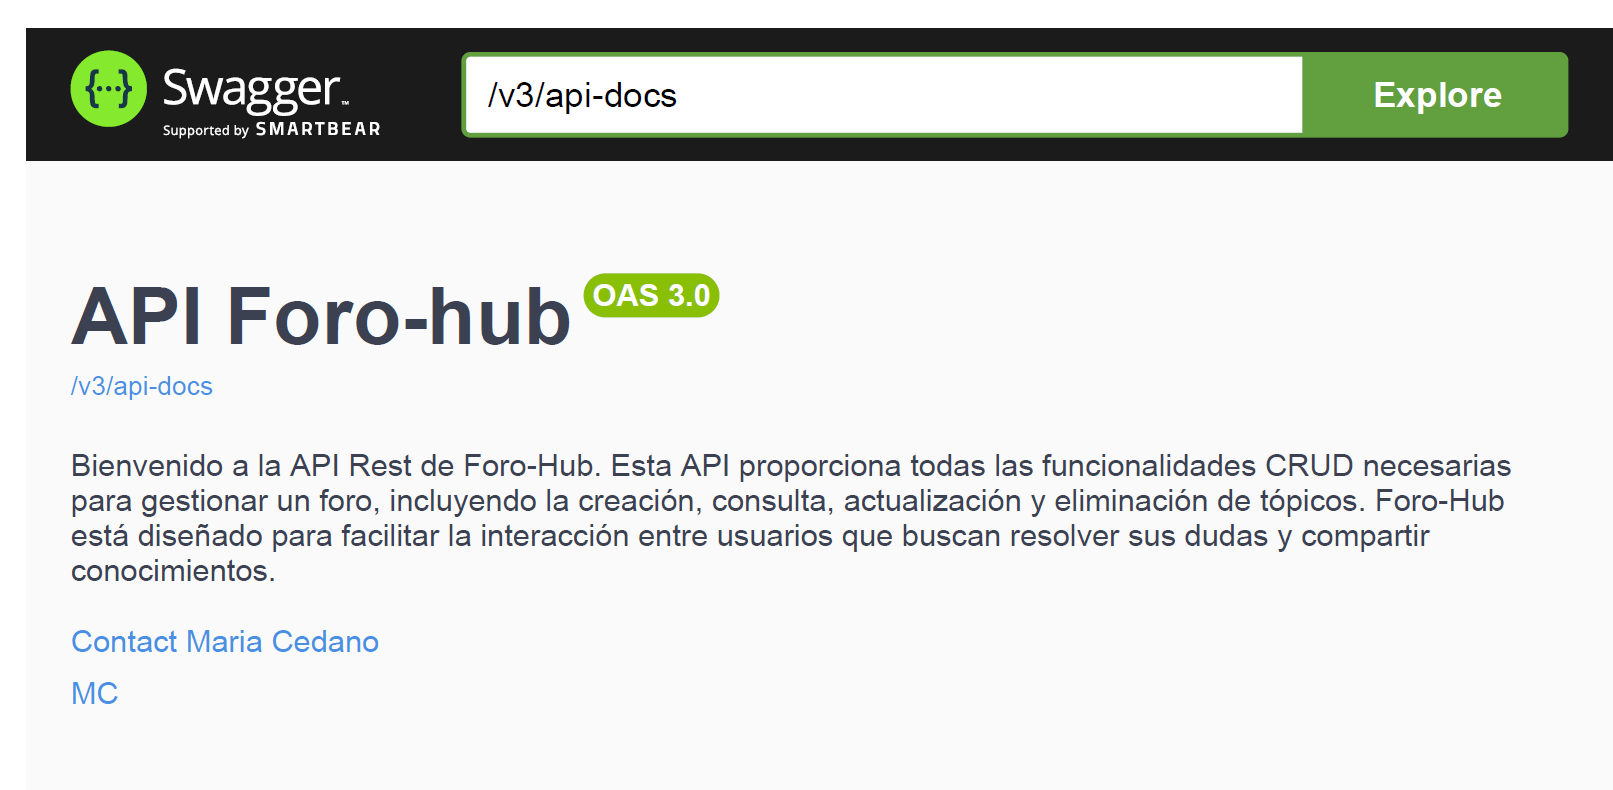 {...} Swagger™
Supported by SMARTBEAR
/v3/api-docs
Explore
API Foro-hub OAS 3.0
/v3/api-docs
Bienvenido a la API Rest de Foro-Hub. Esta API proporciona todas las funcionalidades CRUD necesarias
para gestionar un foro, incluyendo la creación, consulta, actualización y eliminación de tópicos. Foro-Hub
está diseñado para facilitar la interacción entre usuarios que buscan resolver sus dudas y compartir
conocimientos.
Contact Maria Cedano
MC